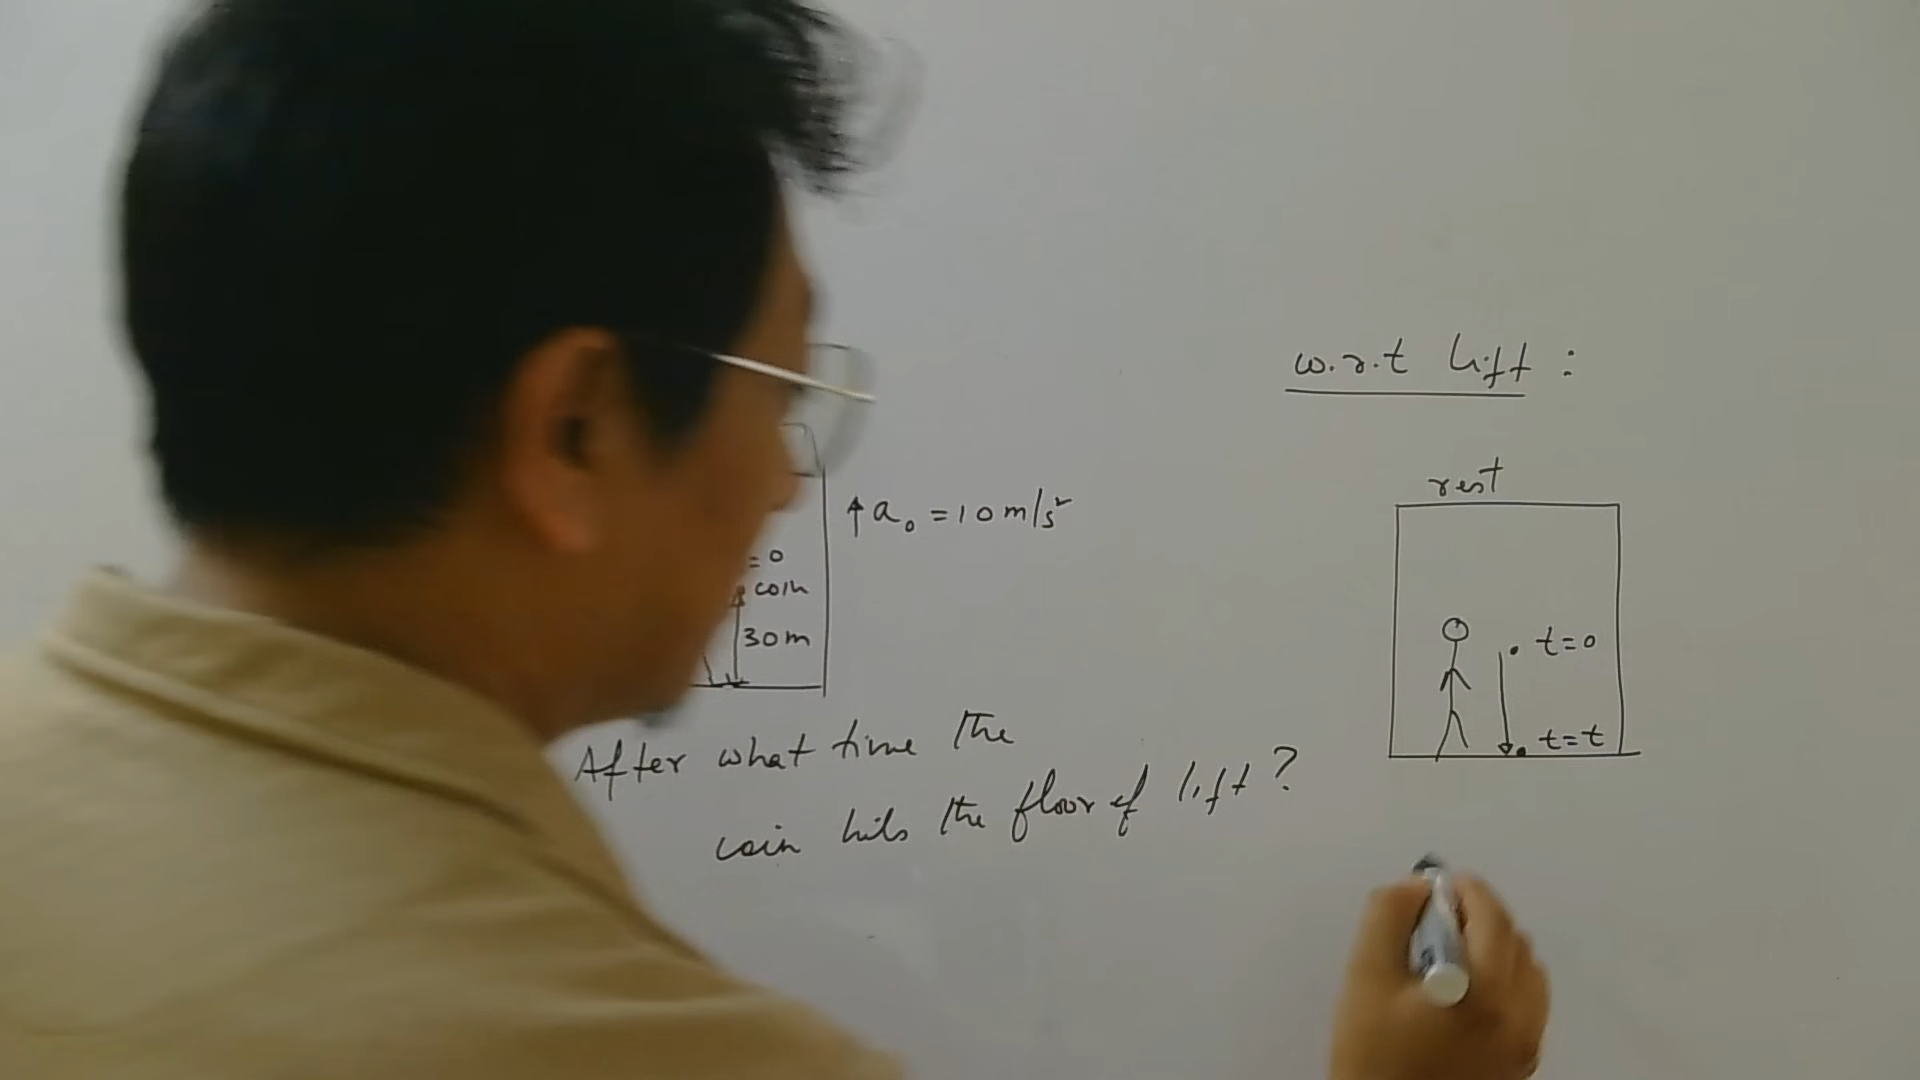 ↑ a₀ = 10 m/s²
= 0
coin
30m
After what time the
coin hits the floor of lift?
w.r.t lift :
rest
t=0
t=t